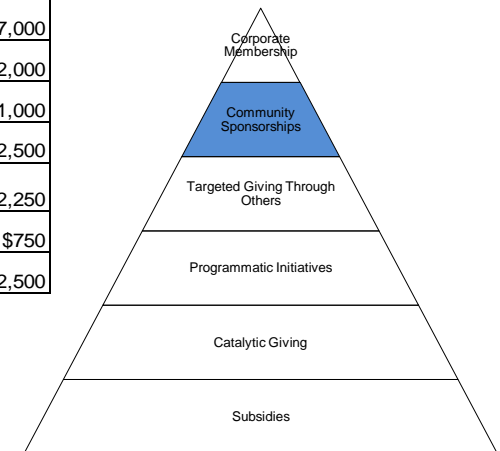 7,000
2,000
1,000
2,500
2,250
$750
2,500
Corporate
Membership
Community
Sponsorships
Targeted Giving Through
Others
Programmatic Initiatives
Catalytic Giving
Subsidies